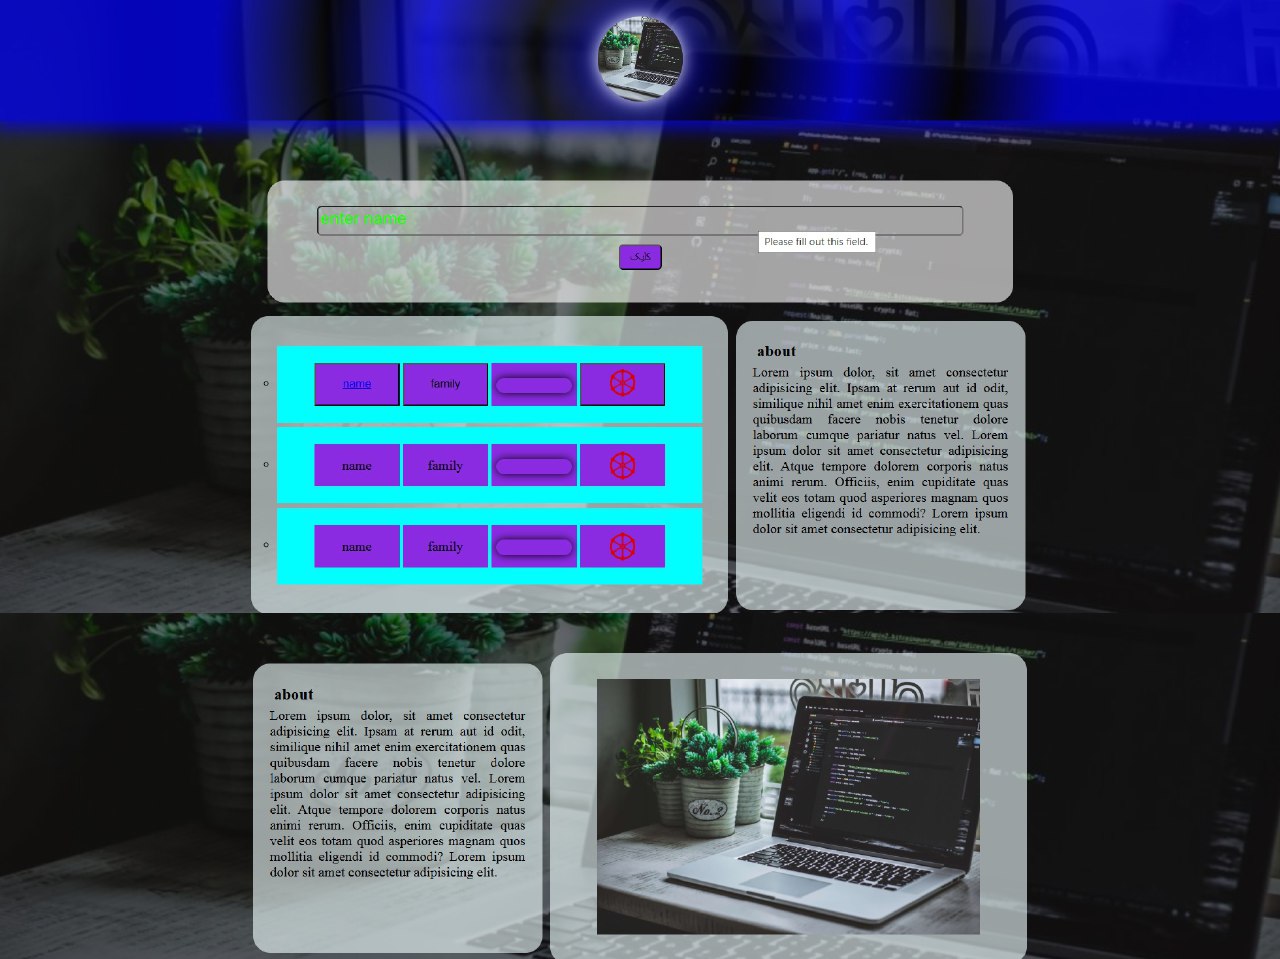 enter name
Please fill out this field.
کلیک
name family
name family
name family
about
Lorem ipsum dolor, sit amet consectetur
adipisicing elit. Ipsam at rerum aut id odit,
similique nihil amet enim exercitationem quas
quibusdam facere nobis tenetur dolore
laborum cumque pariatur natus vel. Lorem
ipsum dolor sit amet consectetur adipisicing
elit. Atque tempore dolorem corporis natus
animi rerum. Officiis, enim cupiditate quas
velit eos totam quod asperiores magnam quos
mollitia eligendi id commodi? Lorem ipsum
dolor sit amet consectetur adipisicing elit.
about
Lorem ipsum dolor, sit amet consectetur
adipisicing elit. Ipsam at rerum aut id odit,
similique nihil amet enim exercitationem quas
quibusdam facere nobis tenetur dolore
laborum cumque pariatur natus vel. Lorem
ipsum dolor sit amet consectetur adipisicing
elit. Atque tempore dolorem corporis natus
animi rerum. Officiis, enim cupiditate quas
velit eos totam quod asperiores magnam quos
mollitia eligendi id commodi? Lorem ipsum
dolor sit amet consectetur adipisicing elit.
No.2